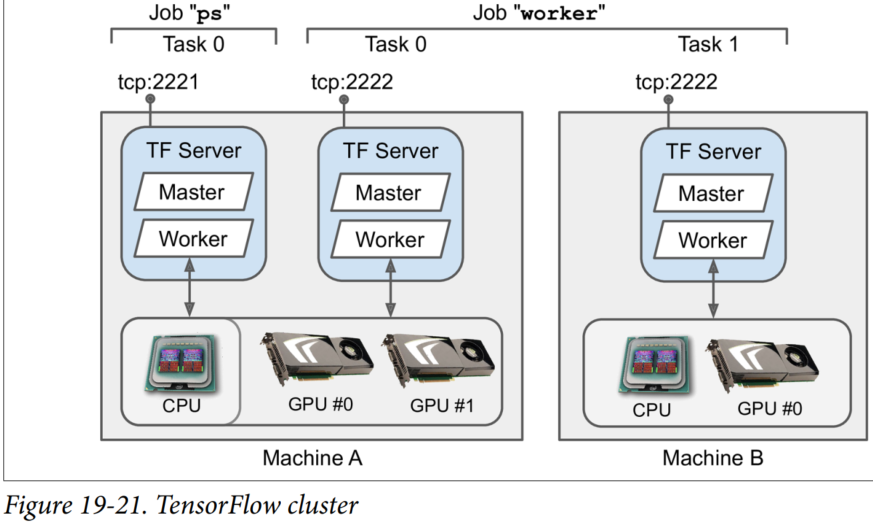 Job "ps"
Job "worker"
Task 0
Task 0
Task 1
tcp:2221
tcp:2222
tcp:2222
TF Server
TF Server
TF Server
Master
Master
Master
Worker
Worker
Worker
CPU
GPU #0
GPU #1
CPU
GPU #0
Machine A
Machine B
Figure 19-21. TensorFlow cluster